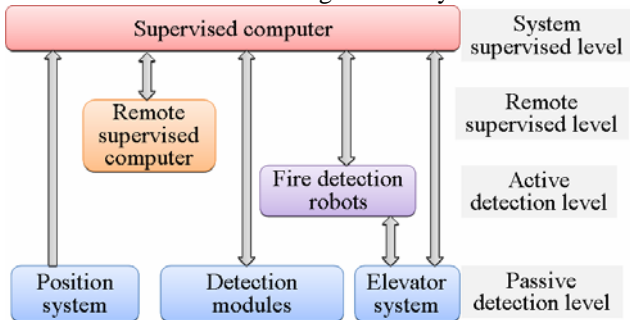 Supervised computer
System
supervised level
Remote
supervised
computer
Remote
supervised level
Fire detection
robots
Active
detection level
Position
system
Detection
modules
Elevator
system
Passive
detection level